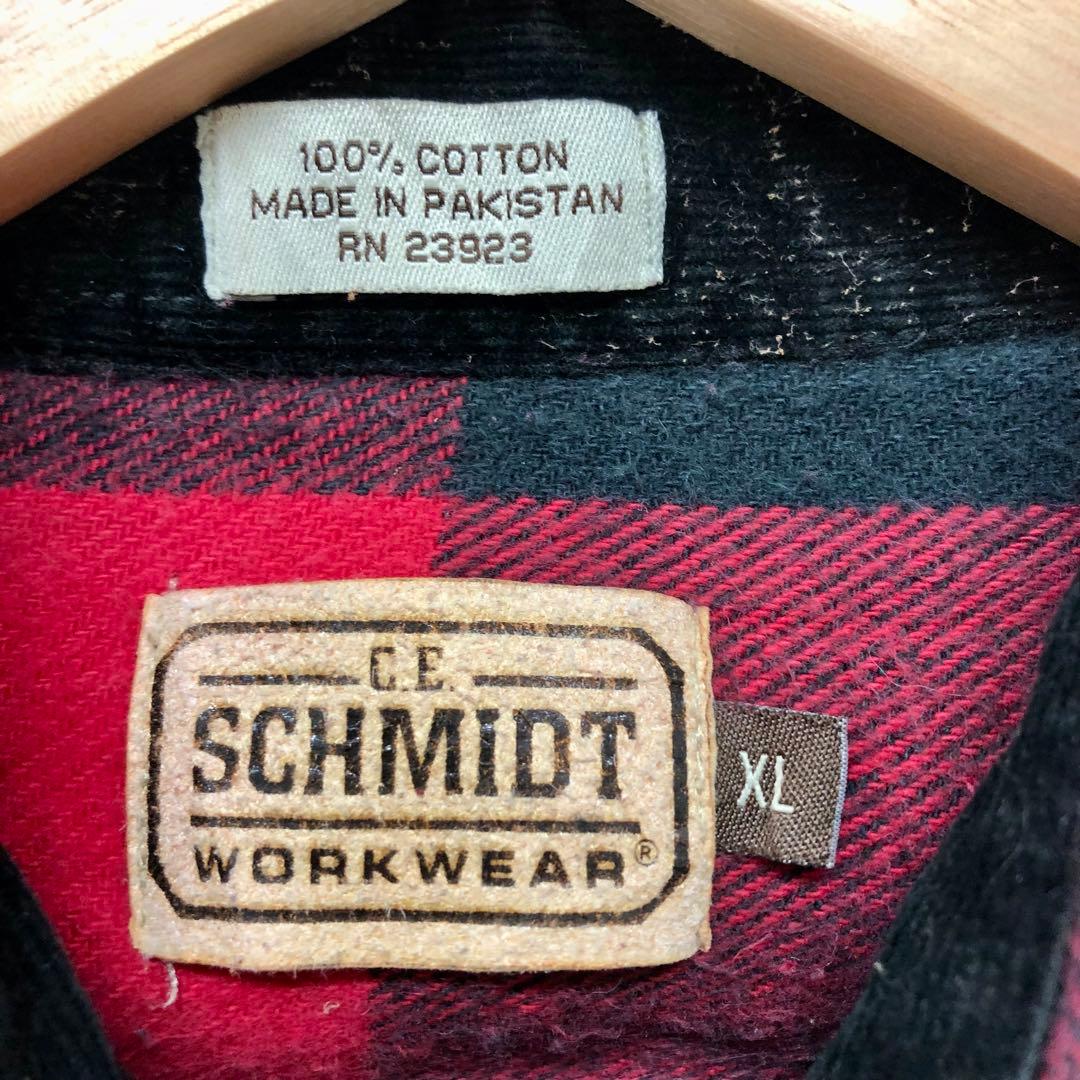 100% COTTON
MADE IN PAKISTAN
RN 23923
C.E.
SCHMIDT
WORKWEAR®
XL